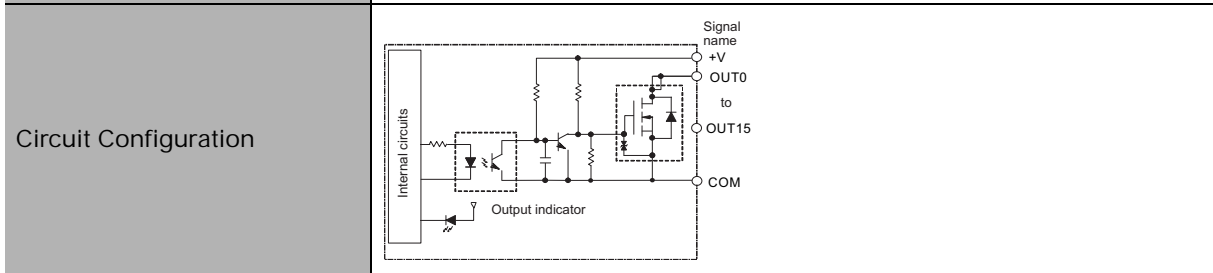 Circuit Configuration
Signal
name
+V
OUT0
to
OUT15
COM
Internal circuits
Output indicator